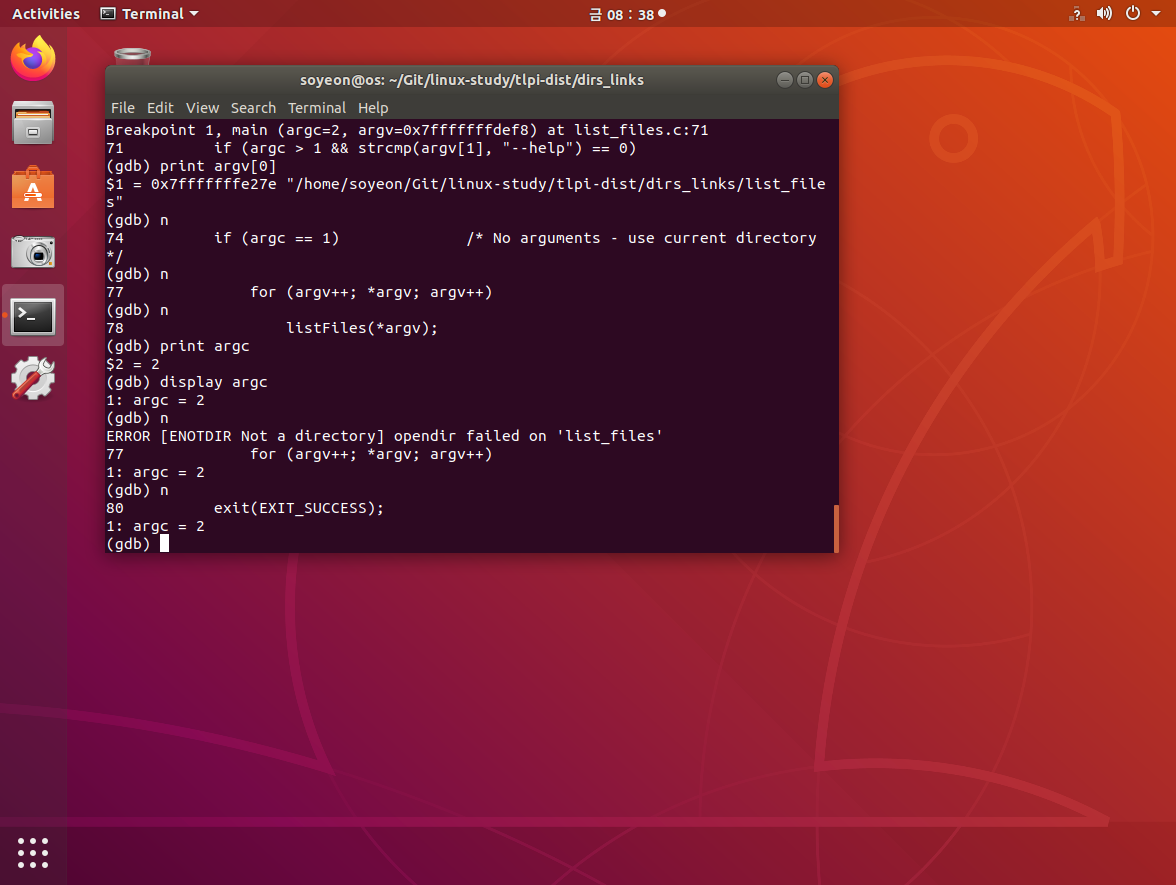 Activities
Terminal
금 08 : 38
soyeon@os: ~/Git/linux-study/tlpi-dist/dirs_links
File Edit View Search Terminal Help
Breakpoint 1, main (argc=2, argv=0x7fffffffdef8) at list_files.c:71
71          if (argc > 1 && strcmp(argv[1], "--help") == 0)
(gdb) print argv[0]
$1 = 0x7fffffffe27e "/home/soyeon/Git/linux-study/tlpi-dist/dirs_links/list_file
s"
(gdb) n
74          if (argc == 1)              /* No arguments - use current directory
*/
(gdb) n
77              for (argv++; *argv; argv++)
(gdb) n
78                  listFiles(*argv);
(gdb) print argc
$2 = 2
(gdb) display argc
1: argc = 2
(gdb) n
ERROR [ENOTDIR Not a directory] opendir failed on 'list_files'
77              for (argv++; *argv; argv++)
1: argc = 2
(gdb) n
80          exit(EXIT_SUCCESS);
1: argc = 2
(gdb)